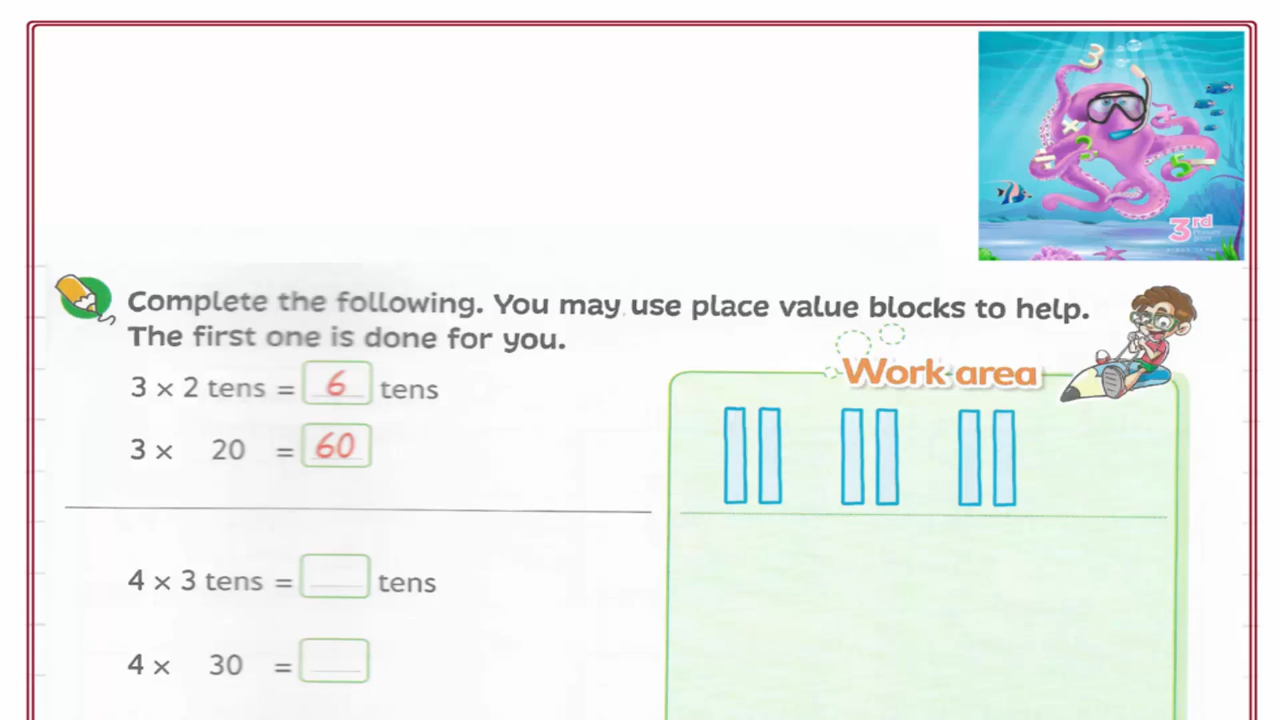 3rd
Complete the following. You may use place value blocks to help.
The first one is done for you.
Work area
3 × 2 tens = 6 tens
3 × 20 = 60
4 × 3 tens = tens
4 × 30 =